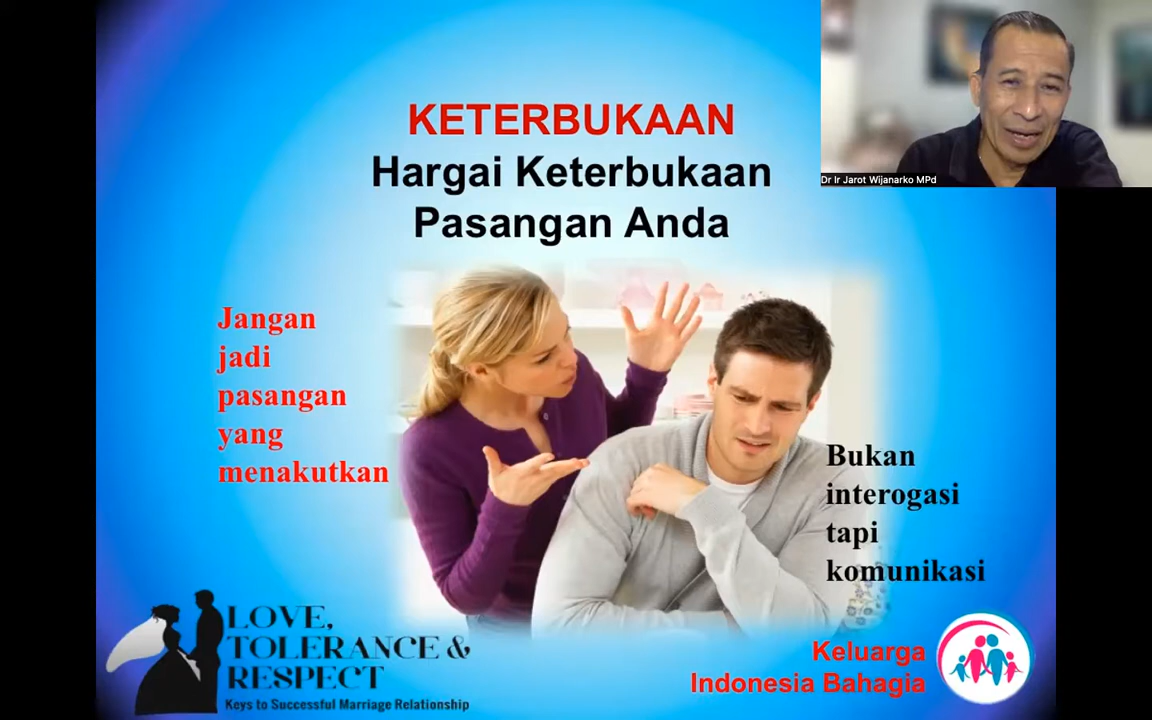 KETERBUKAAN
Hargai Keterbukaan
Pasangan Anda
Dr Ir Jarot Wijanarko MPd
Jangan
jadi
pasangan
yang
menakutkan
Bukan
interogasi
tapi
komunikasi
LOVE,
TOLERANCE &
RESPECT
Keys to Successful Marriage Relationship
Keluarga
Indonesia Bahagia